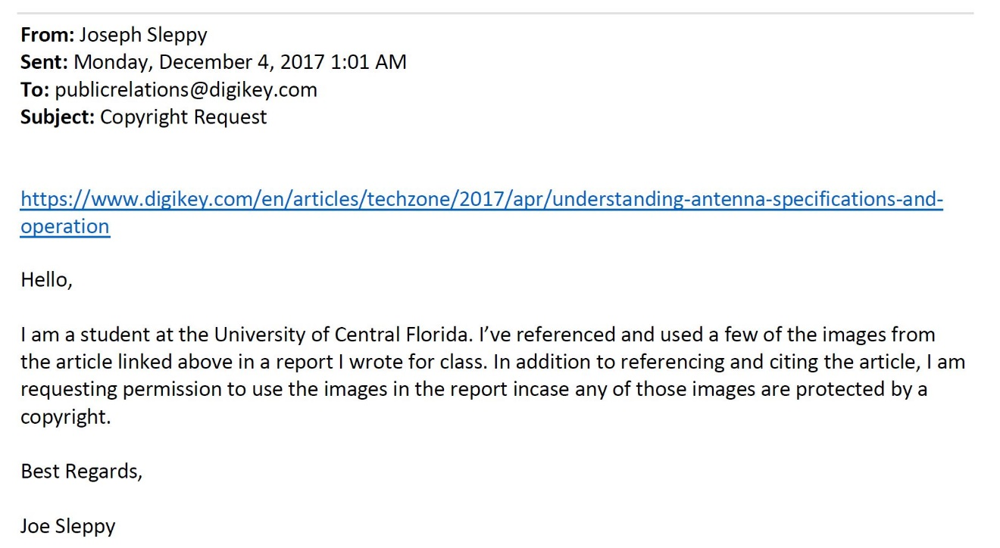 From: Joseph Sleppy
Sent: Monday, December 4, 2017 1:01 AM
To: publicrelations@digikey.com
Subject: Copyright Request
https://www.digikey.com/en/articles/techzone/2017/apr/understanding-antenna-specifications-and-
operation
Hello,
I am a student at the University of Central Florida. I’ve referenced and used a few of the images from
the article linked above in a report I wrote for class. In addition to referencing and citing the article, I am
requesting permission to use the images in the report incase any of those images are protected by a
copyright.
Best Regards,
Joe Sleppy